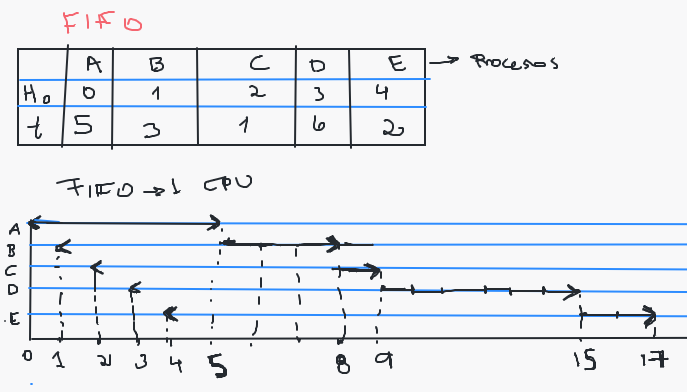 FIFO
A B C D E → Procesos
H₀ 0 1 2 3 4
t 5 3 1 6 2
FIFO → 1 CPU
A
B
C
D
E
0 1 2 3 4 5 8 9 15 17